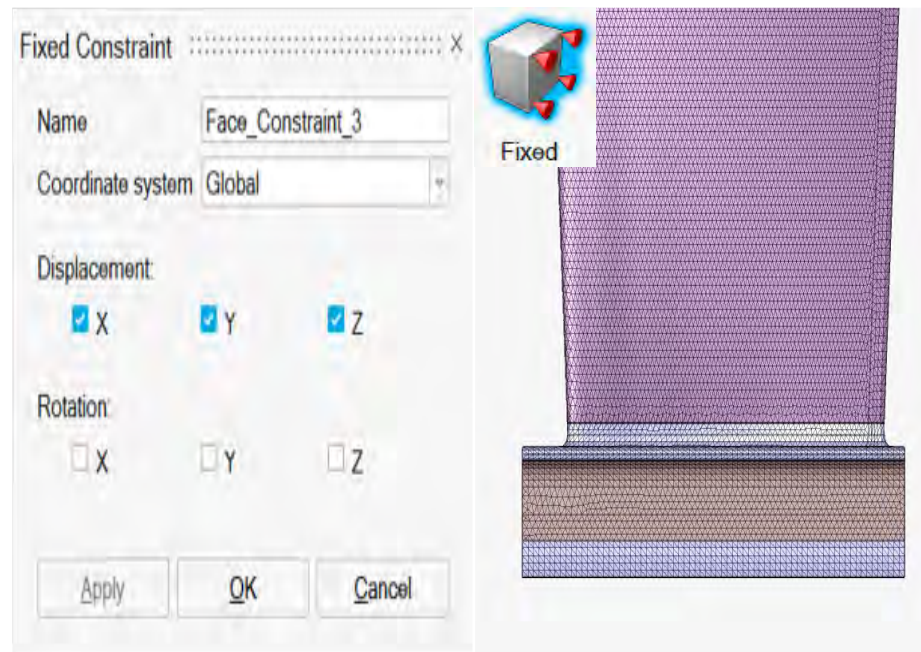 Fixed Constraint X
Name Face_Constraint_3
Coordinate system Global
Displacement:
X Y Z
Rotation:
X Y Z
Apply OK Cancel
Fixed